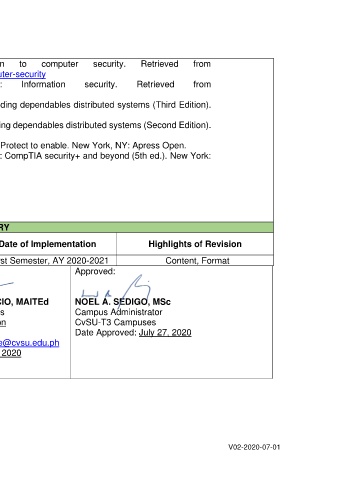 n to computer security. Retrieved from
uter-security
: Information security. Retrieved from
ding dependables distributed systems (Third Edition).
ing dependables distributed systems (Second Edition).
Protect to enable. New York, NY: Apress Open.
: CompTIA security+ and beyond (5th ed.). New York:
RY
Date of Implementation Highlights of Revision
rst Semester, AY 2020-2021 Content, Format
Approved:
CIO, MAITEd NOEL A. SEDIGO, MSc
s Campus Administrator
on CvSU-T3 Campuses
Date Approved: July 27, 2020
e@cvsu.edu.ph
2020
V02-2020-07-01